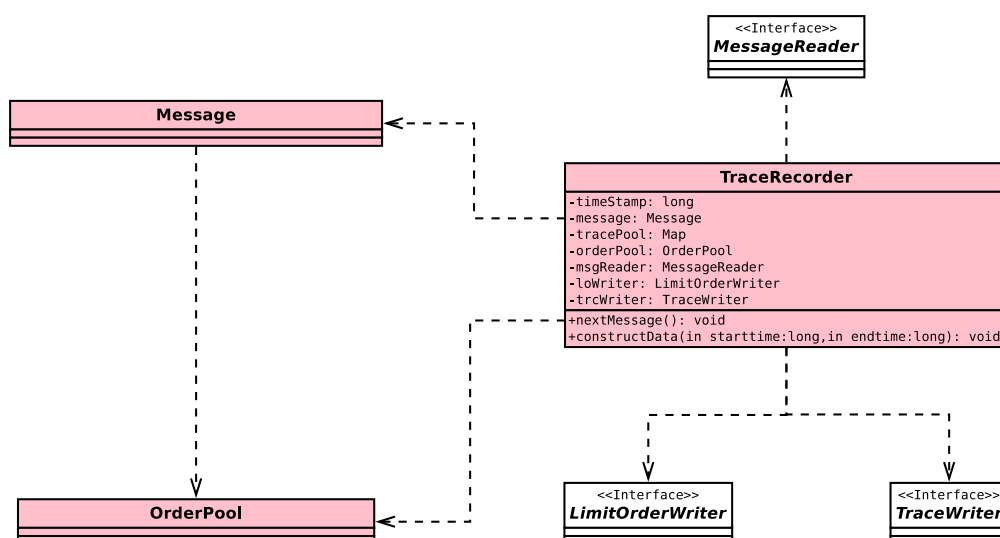 <<Interface>>
MessageReader
Message
TraceRecorder
-timeStamp: long
-message: Message
-tracePool: Map
-orderPool: OrderPool
-msgReader: MessageReader
-loWriter: LimitOrderWriter
-trcWriter: TraceWriter
+nextMessage(): void
+constructData(in starttime:long,in endtime:long): void
<<Interface>>
LimitOrderWriter
<<Interface>>
TraceWriter
OrderPool